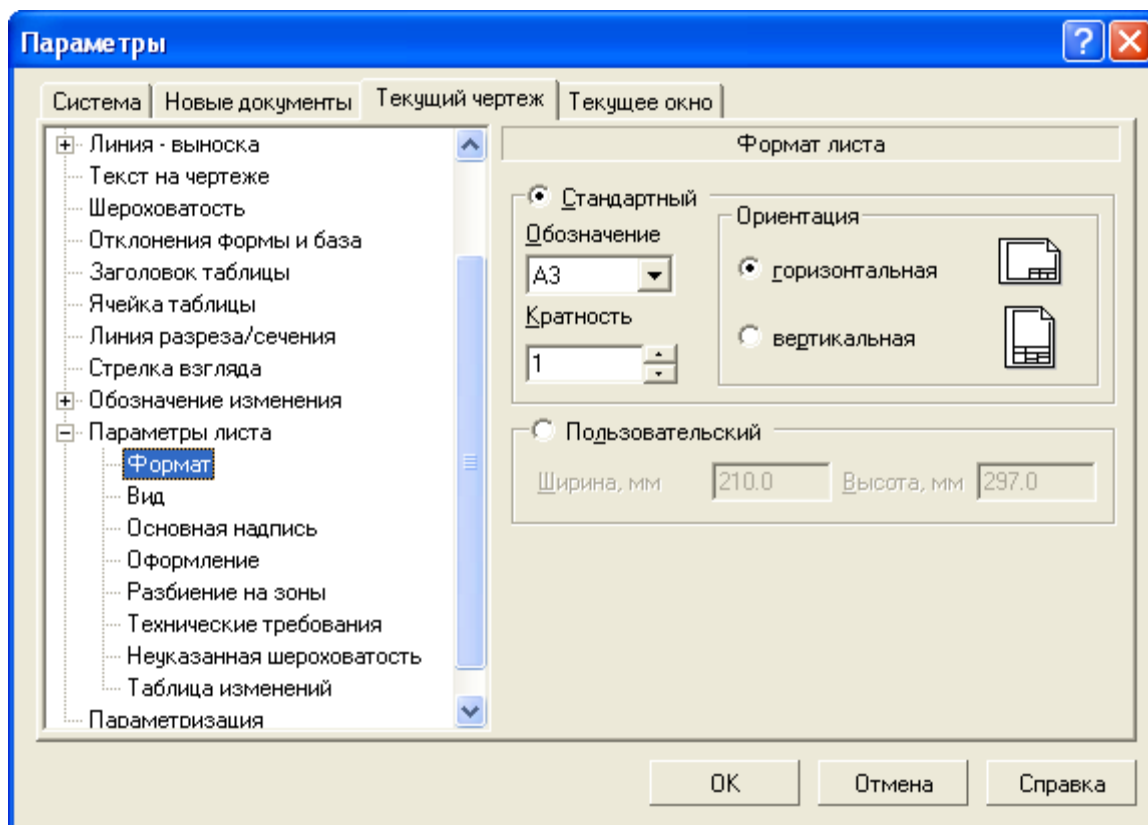 Параметры
Система Новые документы Текущий чертеж Текущее окно
Линия - выноска
Текст на чертеже
Шероховатость
Отклонения формы и база
Заголовок таблицы
Ячейка таблицы
Линия разреза/сечения
Стрелка взгляда
Обозначение изменения
Параметры листа
Формат
Вид
Основная надпись
Оформление
Разбиение на зоны
Технические требования
Неуказанная шероховатость
Таблица изменений
Параметризация
Формат листа
Стандартный
Обозначение
А3
Кратность
1
Ориентация
горизонтальная
вертикальная
Пользовательский
Ширина, мм 210.0 Высота, мм 297.0
OK Отмена Справка